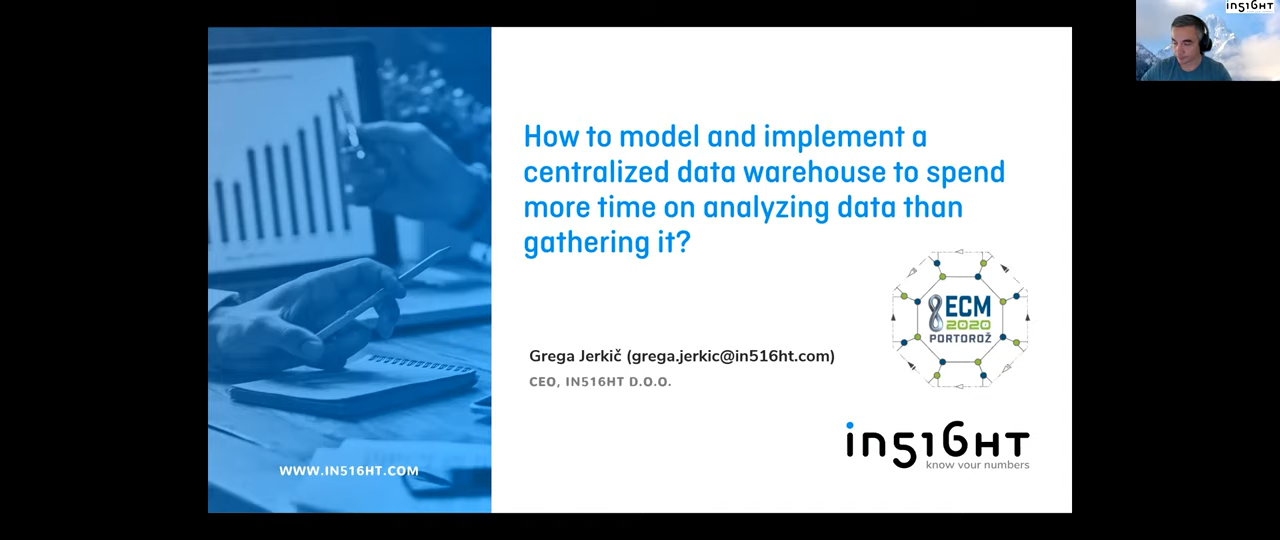 in516HT
How to model and implement a
centralized data warehouse to spend
more time on analyzing data than
gathering it?
8ECM
2020
PORTOROŽ
Grega Jerkič (grega.jerkic@in516ht.com)
CEO, IN516HT D.O.O.
in516HT
know your numbers
WWW.IN516HT.COM